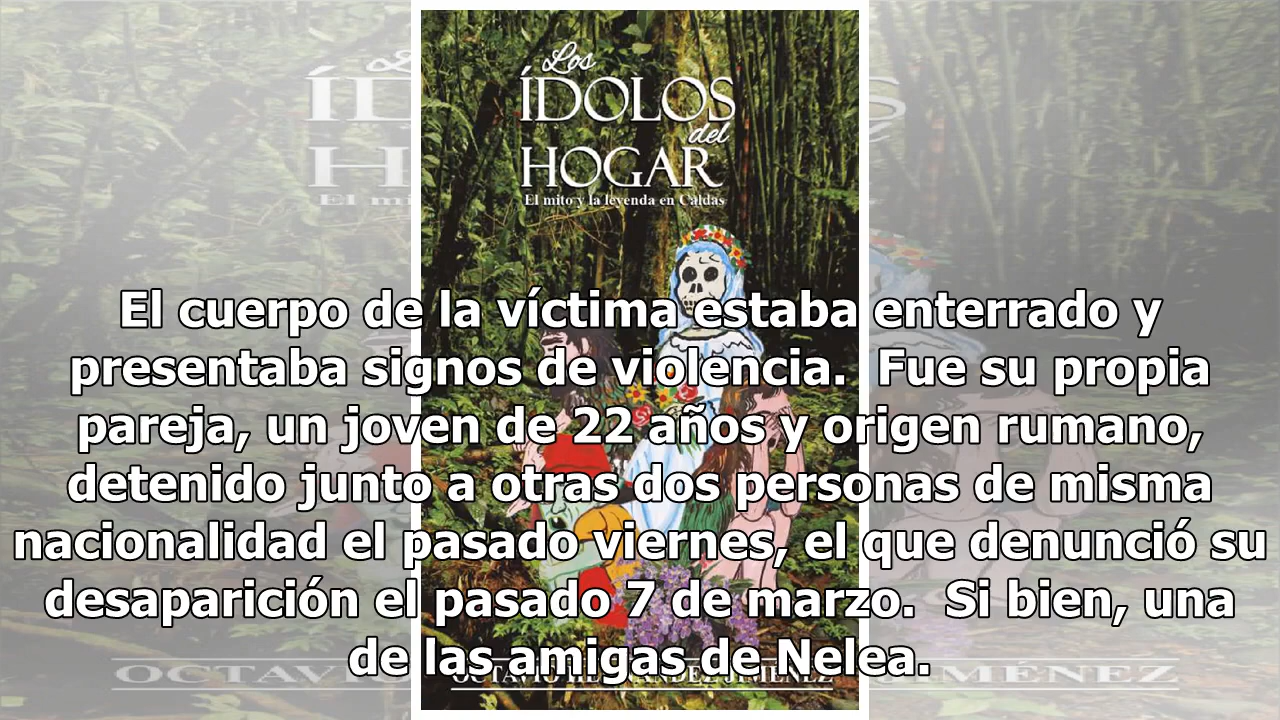 Los
ÍDOLOS
del
HOGAR
El mito y la leyenda en Caldas
El cuerpo de la víctima estaba enterrado y
presentaba signos de violencia.  Fue su propia
pareja, un joven de 22 años y origen rumano,
detenido junto a otras dos personas de misma
nacionalidad el pasado viernes, el que denunció su
desaparición el pasado 7 de marzo.  Si bien, una
de las amigas de Nelea.
OCTAVIO HERNÁNDEZ JIMÉNEZ